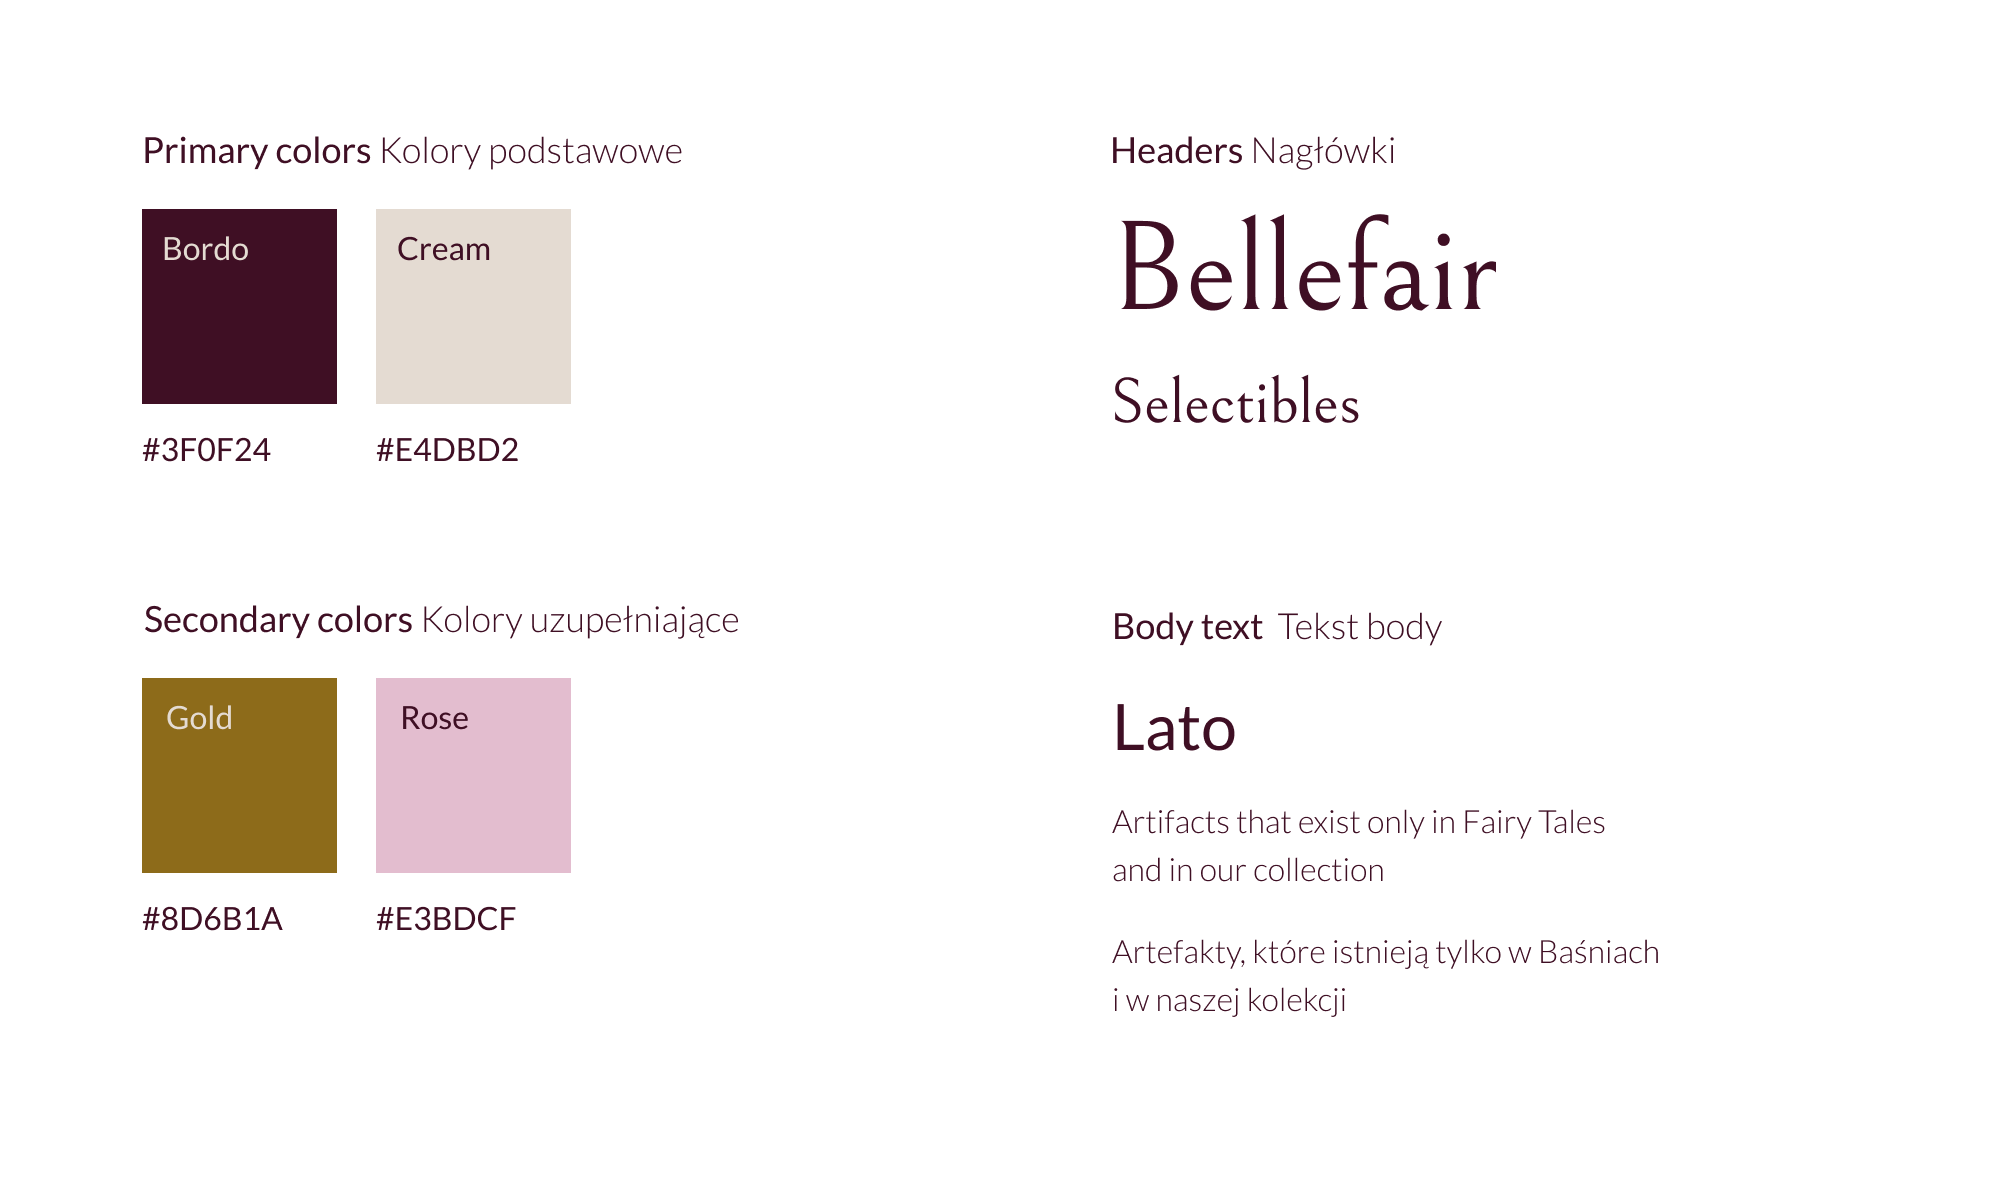 Primary colors Kolory podstawowe
Bordo
Cream
#3F0F24
#E4DBD2
Secondary colors Kolory uzupełniające
Gold
Rose
#8D6B1A
#E3BDCF
Headers Nagłówki
Bellefair
Selectibles
Body text Tekst body
Lato
Artifacts that exist only in Fairy Tales
and in our collection
Artefakty, które istnieją tylko w Baśniach
i w naszej kolekcji